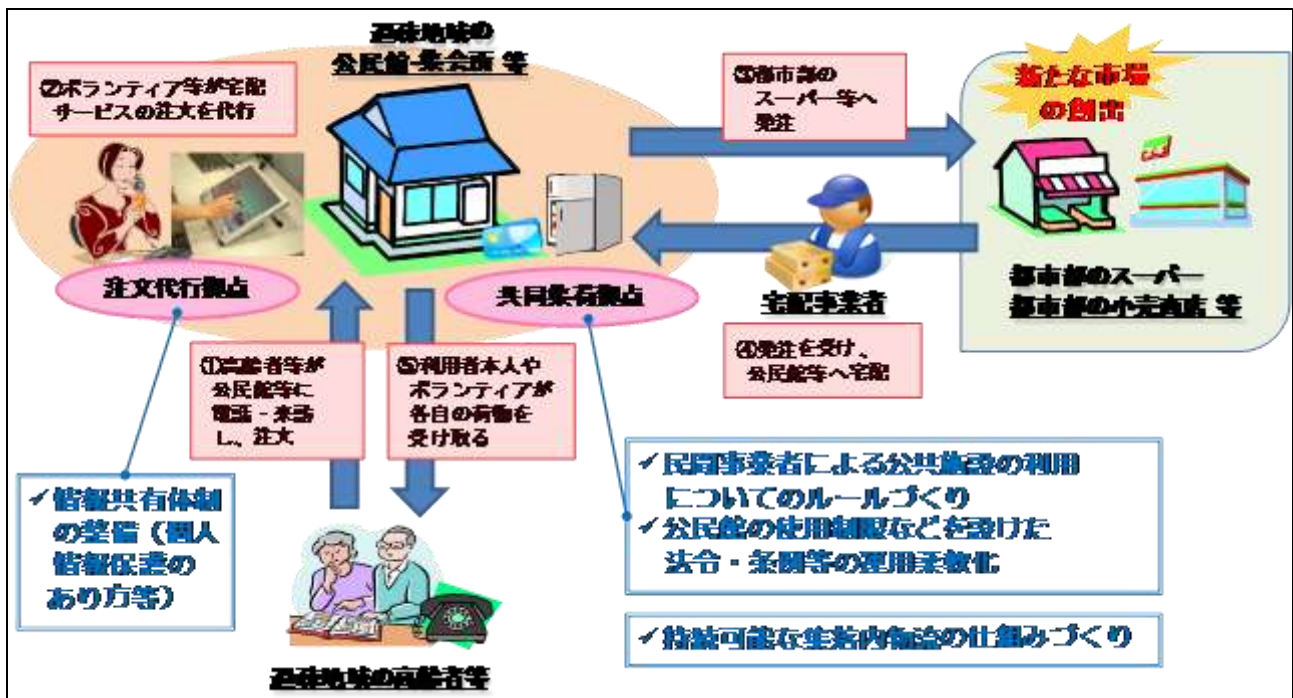 過疎地域の
公民館・集会所 等
②ボランティア等が宅配
サービスの注文を代行
③都市部の
スーパー等へ
発注
新たな市場
の創出
注文代行拠点
共同集荷拠点
宅配事業者
都市部のスーパー
都市部の小売商店 等
①高齢者等が
公民館等に
電話・来訪
し、注文
⑤利用者本人や
ボランティアが
各自の荷物を
受け取る
④発注を受け、
公民館等へ宅配
✓情報共有体制
の整備（個人
情報保護の
あり方等）
✓民間事業者による公共施設の利用
についてのルールづくり
✓公民館の使用制限などを設けた
法令・条例等の運用柔軟化
✓持続可能な集落内物流の仕組みづくり
過疎地域の高齢者等